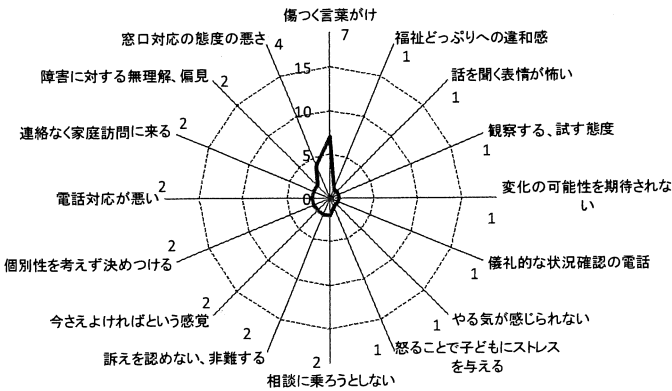 傷つく言葉がけ
7
福祉どっぷりへの違和感
1
話を聞く表情が怖い
1
観察する、試す態度
1
変化の可能性を期待されな
い
1
儀礼的な状況確認の電話
1
やる気が感じられない
1
怒ることで子どもにストレス
を与える
1
相談に乗ろうとしない
2
訴えを認めない、非難する
2
今さえよければという感覚
2
個別性を考えず決めつける
2
電話対応が悪い
2
連絡なく家庭訪問に来る
2
障害に対する無理解、偏見
2
窓口対応の態度の悪さ
4
15
10
5
0